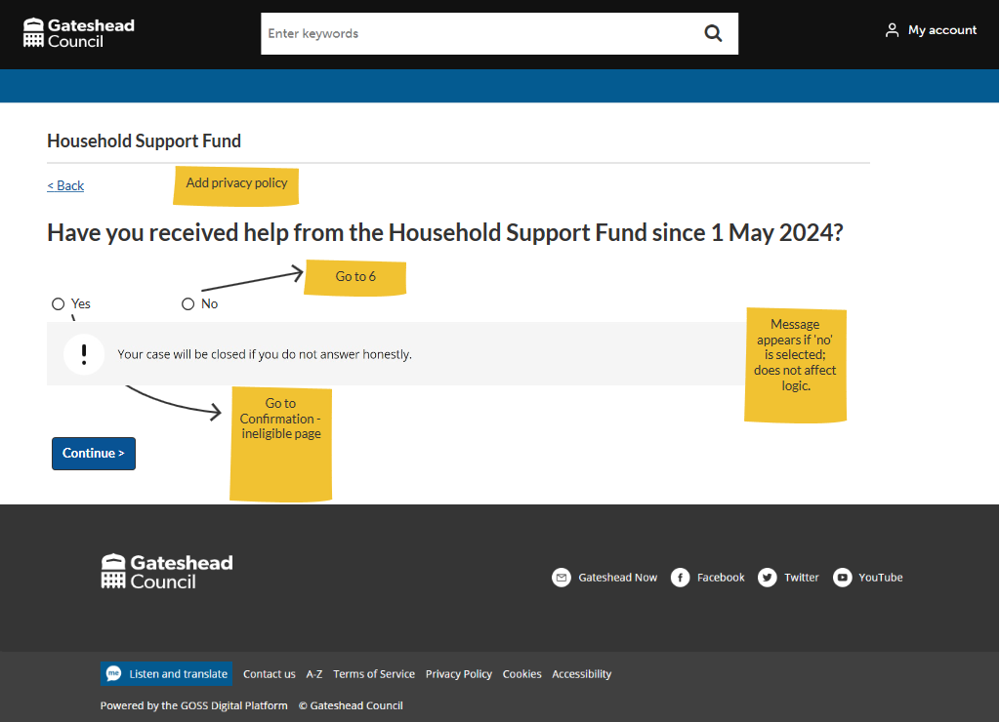 Gateshead
Council
Enter keywords
My account
Household Support Fund
< Back
Add privacy policy
Have you received help from the Household Support Fund since 1 May 2024?
Go to 6
Yes
No
Message
appears if 'no'
is selected;
does not affect
logic.
!
Your case will be closed if you do not answer honestly.
Go to
Confirmation -
ineligible page
Continue >
Gateshead
Council
Gateshead Now
Facebook
Twitter
YouTube
me
Listen and translate
Contact us
A-Z
Terms of Service
Privacy Policy
Cookies
Accessibility
Powered by the GOSS Digital Platform
© Gateshead Council